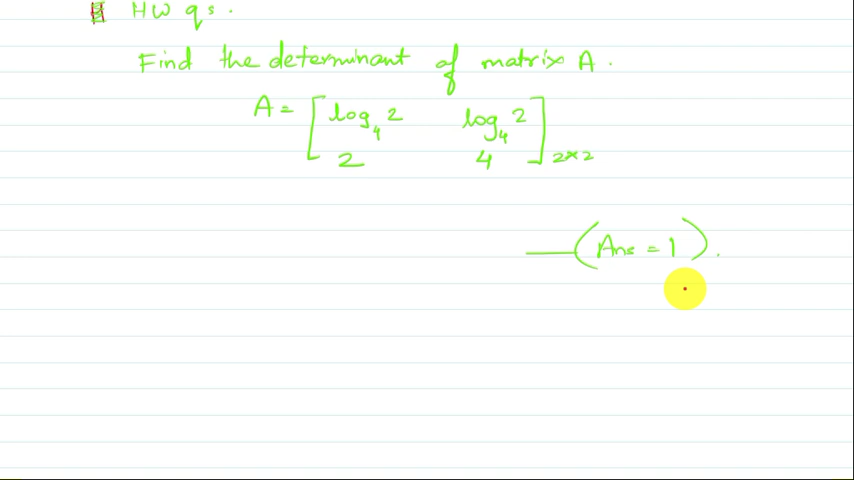 HW qs.
Find the determinant of matrix A.
A = [ log₄2 log₄2
2 4 ] 2×2
(Ans = 1).